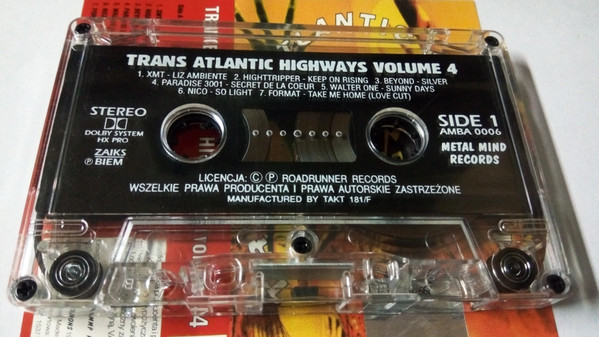 TRANS ATLANTIC HIGHWAYS VOLUME 4
1. XMT - LIZ AMBIENTE 2. HIGHTTRIPPER - KEEP ON RISING 3. BEYOND - SILVER
4. PARADISE 3001 - SECRET DE LA COEUR 5. WALTER ONE - SUNNY DAYS
6. NICO - SO LIGHT 7. FORMAT - TAKE ME HOME (LOVE CUT)
STEREO
DOLBY SYSTEM
HX PRO
ZAIKS
Ⓟ BIEM
SIDE 1
AMBA 0006
METAL MIND
RECORDS
LICENCJA: Ⓒ Ⓟ ROADRUNNER RECORDS
WSZELKIE PRAWA PRODUCENTA I PRAWA AUTORSKIE ZASTRZEŻONE
MANUFACTURED BY TAKT 181/F